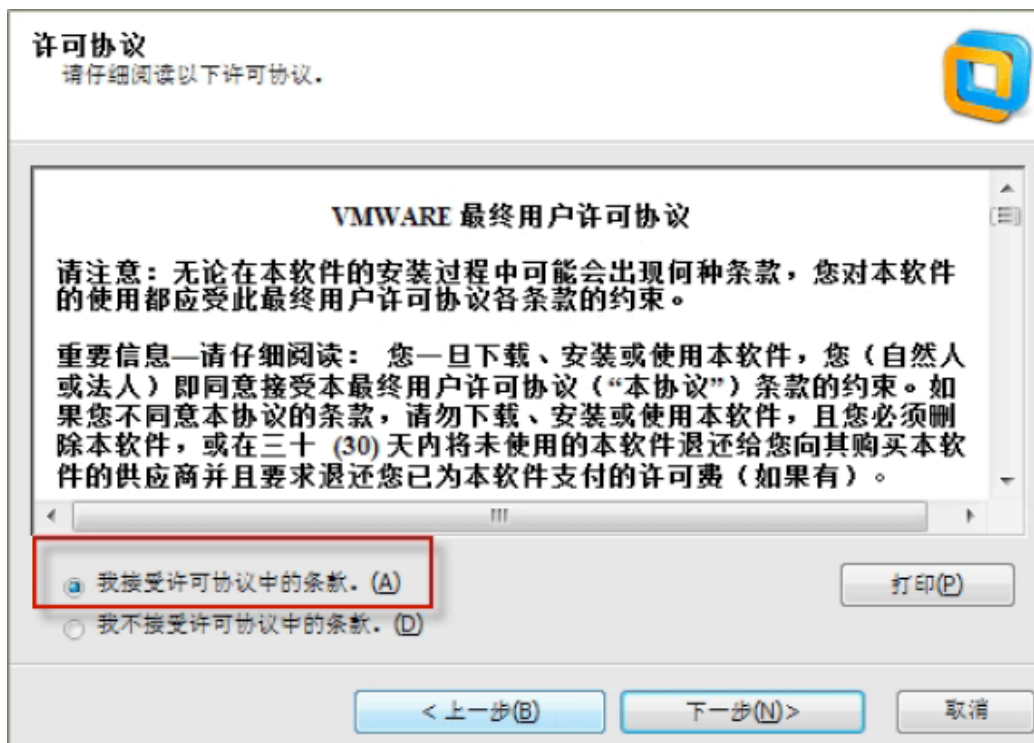 许可协议
请仔细阅读以下许可协议.
VMWARE 最终用户许可协议
请注意：无论在本软件的安装过程中可能会出现何种条款，您对本软件
的使用都应受此最终用户许可协议各条款的约束。
重要信息—请仔细阅读： 您一旦下载、安装或使用本软件，您（自然人
或法人）即同意接受本最终用户许可协议（“本协议”）条款的约束。如
果您不同意本协议的条款，请勿下载、安装或使用本软件，且您必须删
除本软件，或在三十 (30) 天内将未使用的本软件退还给您向其购买本软
件的供应商并且要求退还您已为本软件支付的许可费（如果有）。
我接受许可协议中的条款. (A)
打印(P)
我不接受许可协议中的条款. (D)
< 上一步(B)
下一步(N)>
取消